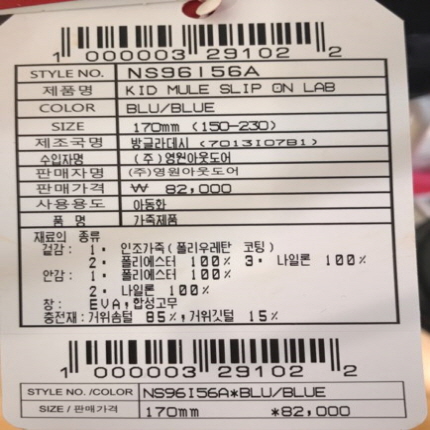 1 000003 29102 2
STYLE NO. NS96I56A
제품명 KID MULE SLIP ON LAB
COLOR BLU/BLUE
SIZE 170mm (150-230)
제조국명 방글라데시 (701310781)
수입자명 (주)영원아웃도어
판매자명 (주)영원아웃도어
판매가격 ₩ 82,000
사용용도 아동화
품 명 가죽제품
재료의 종류
겉감: 1. 인조가죽(폴리우레탄 코팅)
2. 폴리에스터 100% 3. 나일론 100%
안감: 1. 폴리에스터 100%
2. 나일론 100%
창: EVA,합성고무
충전재:거위솜털 85%,거위깃털 15%
1 000003 29102 2
STYLE NO./COLOR NS96I56A*BLU/BLUE
SIZE / 판매가격 170mm *82,000